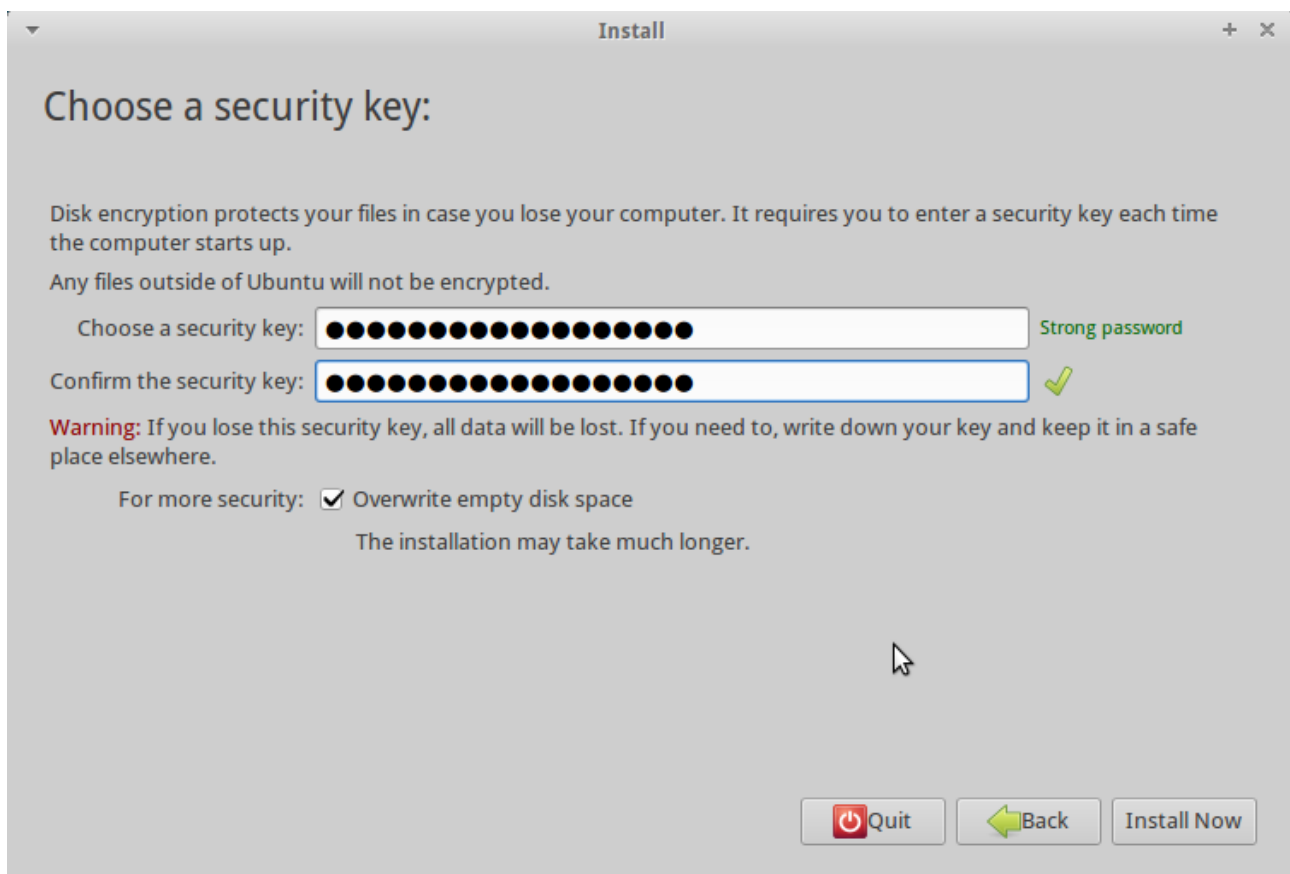 Install
Choose a security key:
Disk encryption protects your files in case you lose your computer. It requires you to enter a security key each time
the computer starts up.
Any files outside of Ubuntu will not be encrypted.
Choose a security key: ●●●●●●●●●●●●●●●●●● Strong password
Confirm the security key: ●●●●●●●●●●●●●●●●●●
Warning: If you lose this security key, all data will be lost. If you need to, write down your key and keep it in a safe
place elsewhere.
For more security: Overwrite empty disk space
The installation may take much longer.
Quit Back Install Now